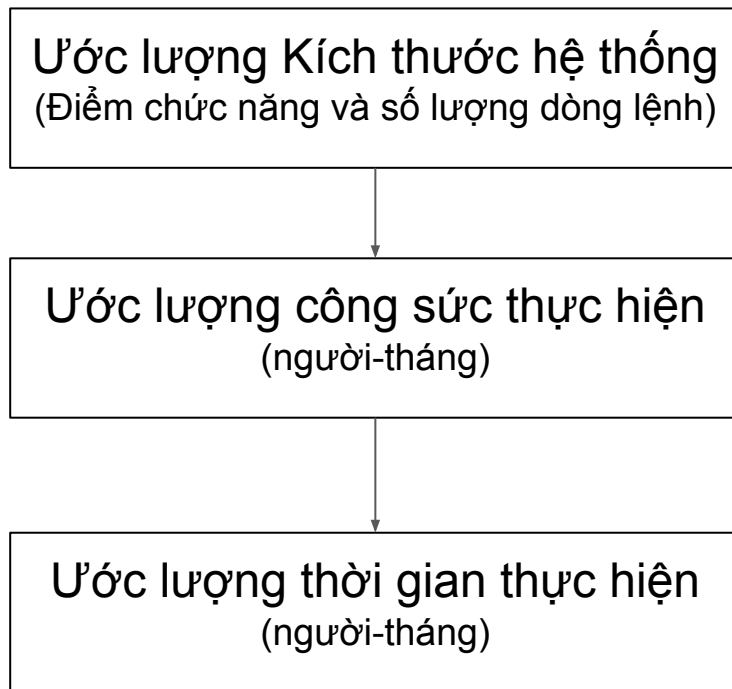 Ước lượng Kích thước hệ thống
(Điểm chức năng và số lượng dòng lệnh)
Ước lượng công sức thực hiện
(người-tháng)
Ước lượng thời gian thực hiện
(người-tháng)